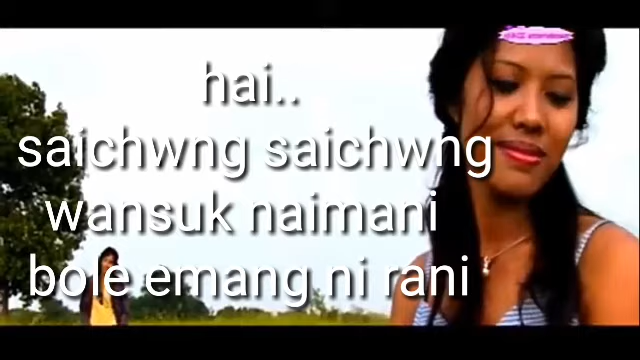 hai..
saichwng saichwng
wansuk naimani
bole emang ni rani